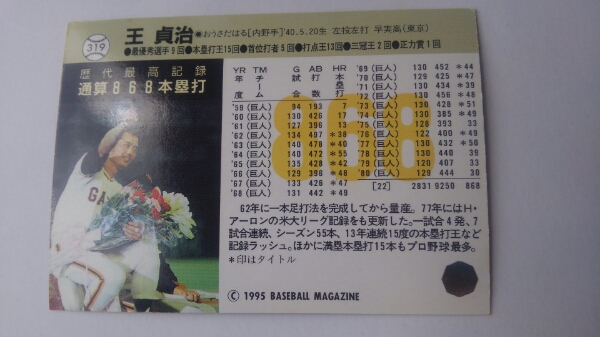 319
王 貞治 ●おうさだはる[内野手]'40.5.20生 左投左打 早実高(東京)
●最優秀選手9回●本塁打王15回●首位打者5回●打点王13回●三冠王2回●正力賞1回
歴代最高記録
通算868本塁打
YR年度 TMチーム G試合 AB打数 HR本塁打
'59(巨人) 94 193 7
'60(巨人) 130 426 17
'61(巨人) 127 396 13
'62(巨人) 134 497 *38
'63(巨人) 140 478 *40
'64(巨人) 140 472 *55
'65(巨人) 135 428 *42
'66(巨人) 129 396 *48
'67(巨人) 133 426 *47
'68(巨人) 131 442 *49
'69(巨人) 130 452 *44
'70(巨人) 129 425 *47
'71(巨人) 130 434 *39
'72(巨人) 130 456 *48
'73(巨人) 130 428 *51
'74(巨人) 130 385 *49
'75(巨人) 128 393 33
'76(巨人) 122 400 *49
'77(巨人) 130 432 *50
'78(巨人) 130 440 39
'79(巨人) 120 407 33
'80(巨人) 129 444 30
[22] 2831 9250 868
868
62年に一本足打法を完成してから量産。77年にはH・
アーロンの米大リーグ記録をも更新した。一試合4発、7
試合連続、シーズン55本、13年連続15度の本塁打王など
記録ラッシュ。ほかに満塁本塁打15本もプロ野球最多。
*印はタイトル
© 1995 BASEBALL MAGAZINE